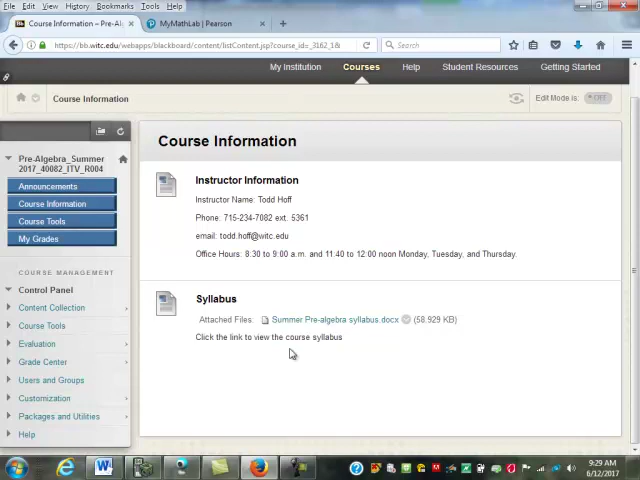 File Edit View History Bookmarks Tools Help
Course Information – Pre-Al
MyMathLab | Pearson
https://bb.witc.edu/webapps/blackboard/content/listContent.jsp?course_id=_3162_1&
Search
My Institution Courses Help Student Resources Getting Started
Course Information
Edit Mode is: OFF
Course Information
Pre-Algebra_Summer
2017_40082_ITV_R004
Announcements
Course Information
Course Tools
My Grades
COURSE MANAGEMENT
Control Panel
Content Collection
Course Tools
Evaluation
Grade Center
Users and Groups
Customization
Packages and Utilities
Help
Instructor Information
Instructor Name: Todd Hoff
Phone: 715-234-7082 ext. 5361
email: todd.hoff@witc.edu
Office Hours: 8:30 to 9:00 a.m. and 11:40 to 12:00 noon Monday, Tuesday, and Thursday.
Syllabus
Attached Files: Summer Pre-algebra syllabus.docx (58.929 KB)
Click the link to view the course syllabus
9:29 AM
6/12/2017